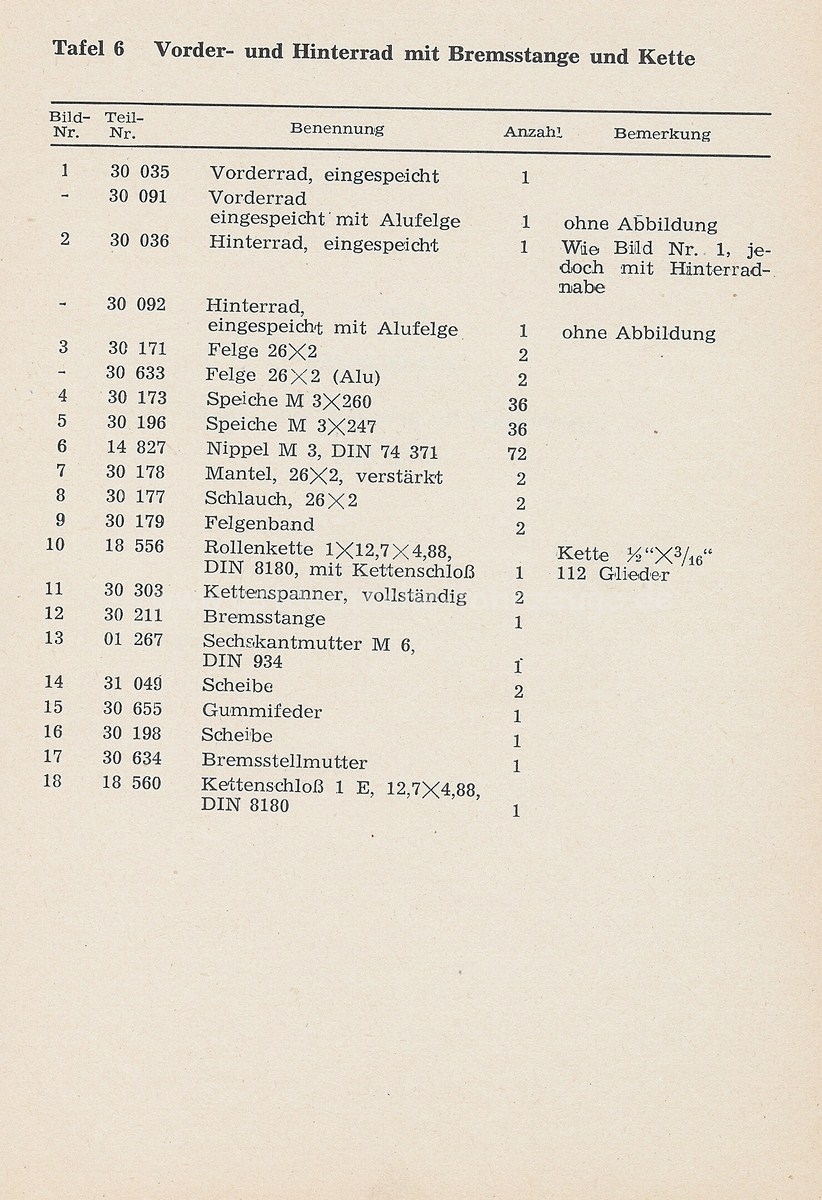 Tafel 6 Vorder- und Hinterrad mit Bremsstange und Kette
Bild- Teil-
Nr. Nr. Benennung Anzahl Bemerkung
1 30 035 Vorderrad, eingespeicht 1
- 30 091 Vorderrad
eingespeicht mit Alufelge 1 ohne Abbildung
2 30 036 Hinterrad, eingespeicht 1 Wie Bild Nr. 1, je-
doch mit Hinterrad-
nabe
- 30 092 Hinterrad,
eingespeicht mit Alufelge 1 ohne Abbildung
3 30 171 Felge 26×2 2
- 30 633 Felge 26×2 (Alu) 2
4 30 173 Speiche M 3×260 36
5 30 196 Speiche M 3×247 36
6 14 827 Nippel M 3, DIN 74 371 72
7 30 178 Mantel, 26×2, verstärkt 2
8 30 177 Schlauch, 26×2 2
9 30 179 Felgenband 2
10 18 556 Rollenkette 1×12,7×4,88, Kette ½“×³/₁₆“
DIN 8180, mit Kettenschloß 1 112 Glieder
11 30 303 Kettenspanner, vollständig 2
12 30 211 Bremsstange 1
13 01 267 Sechskantmutter M 6,
DIN 934 1
14 31 049 Scheibe 2
15 30 655 Gummifeder 1
16 30 198 Scheibe 1
17 30 634 Bremsstellmutter 1
18 18 560 Kettenschloß 1 E, 12,7×4,88,
DIN 8180 1